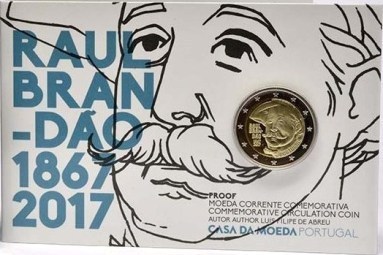 RAUL
BRAN
-DÃO
1867
2017
PROOF
MOEDA CORRENTE COMEMORATIVA
COMMEMORATIVE CIRCULATION COIN
AUTOR AUTHOR LUÍS FILIPE DE ABREU
CASA DA MOEDA PORTUGAL